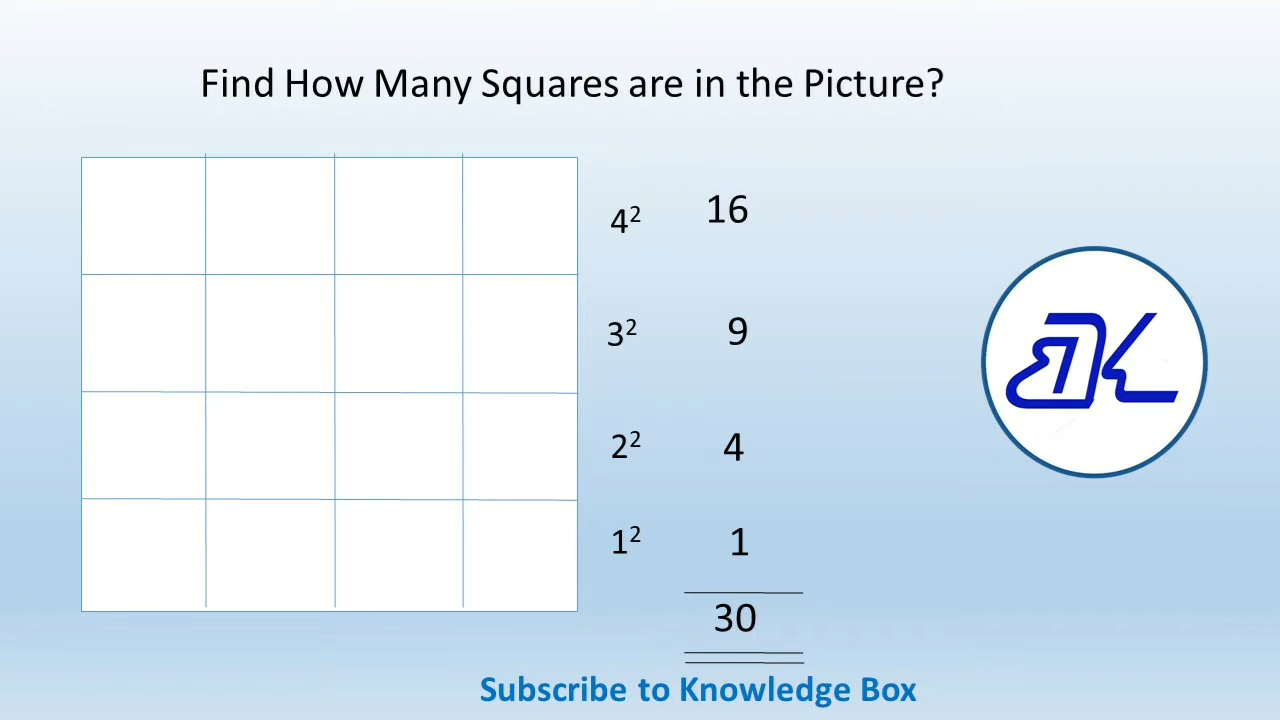 Find How Many Squares are in the Picture?
4² 16
3² 9
2² 4
1² 1
30
Subscribe to Knowledge Box